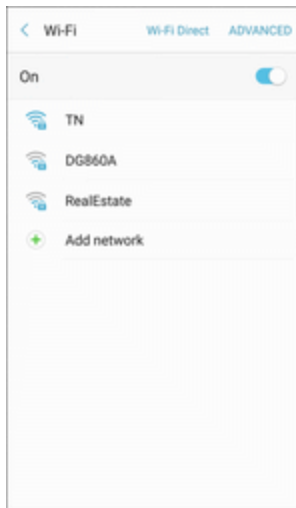 Wi-Fi Wi-Fi Direct ADVANCED
On
TN
DG860A
RealEstate
Add network